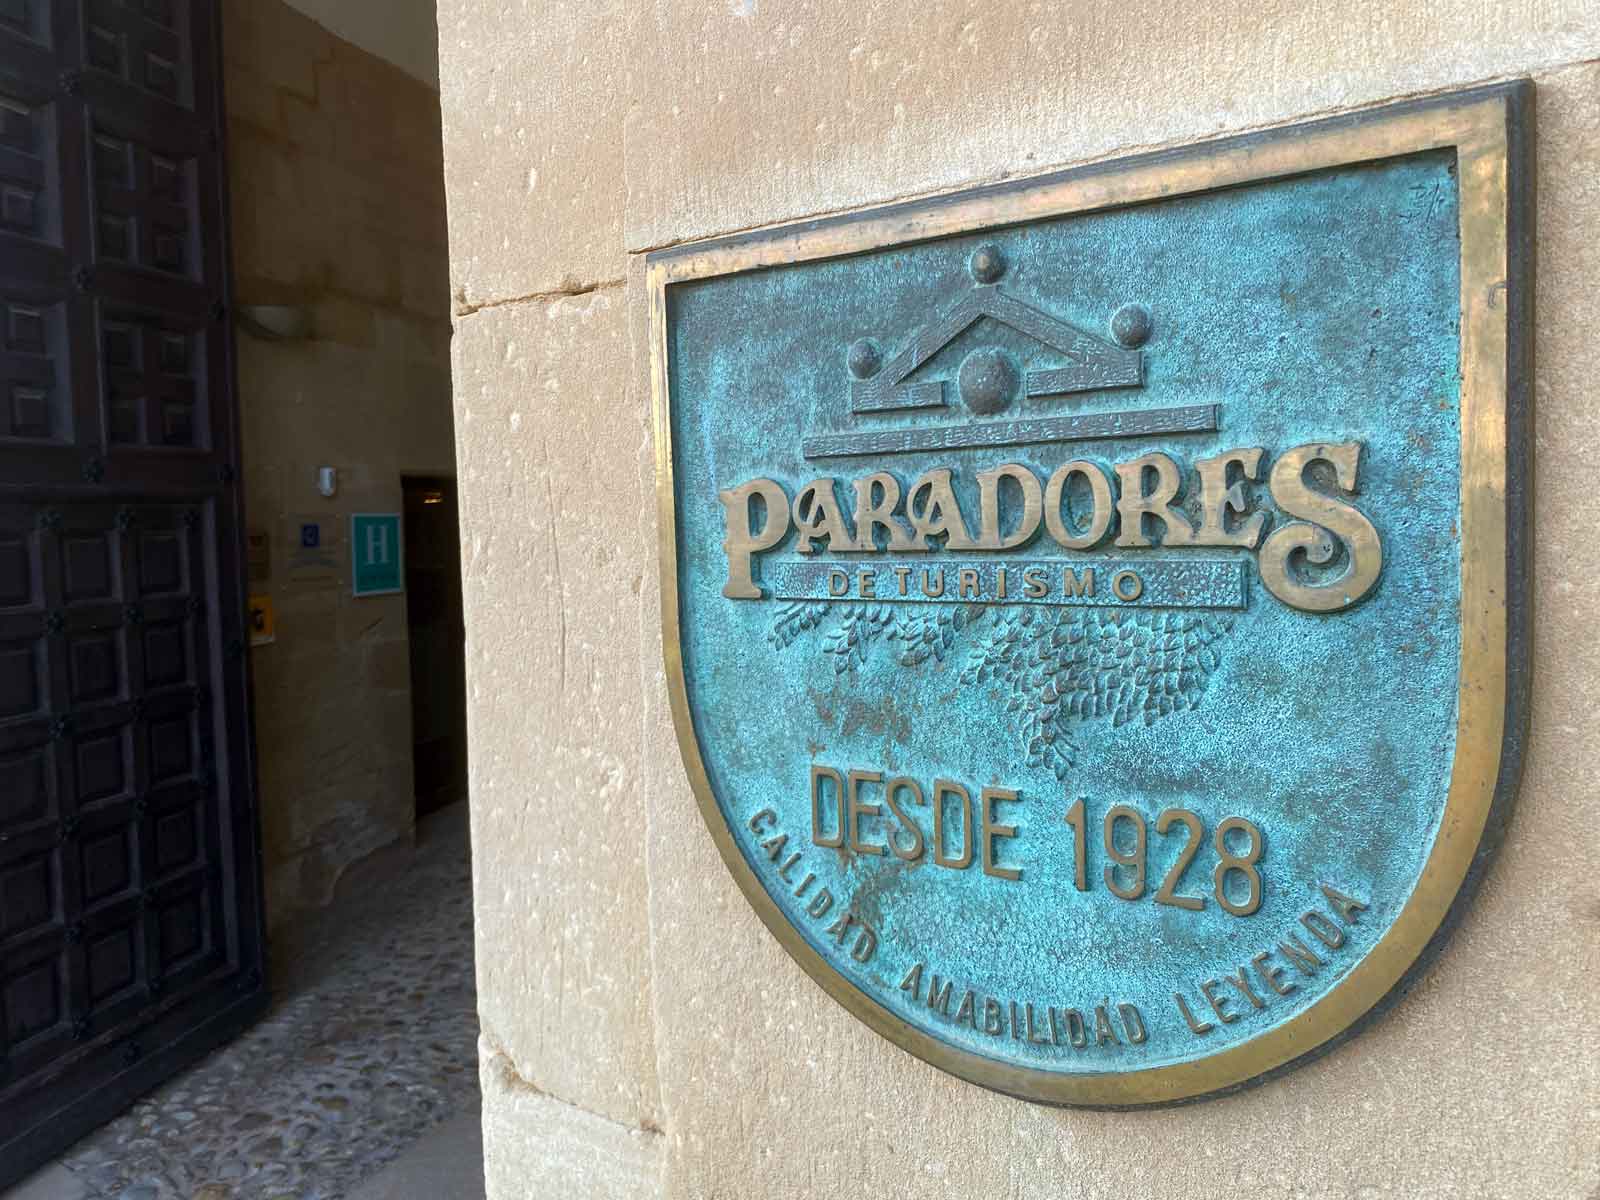 PARADORES
DE TURISMO
DESDE 1928
CALIDAD AMABILIDAD LEYENDA
H